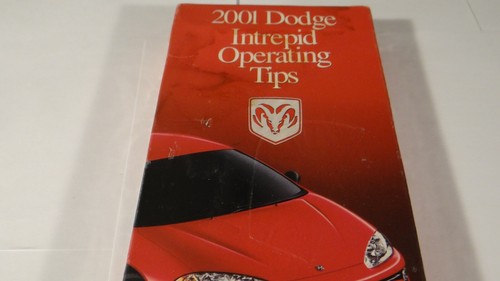 2001 Dodge
Intrepid
Operating
Tips